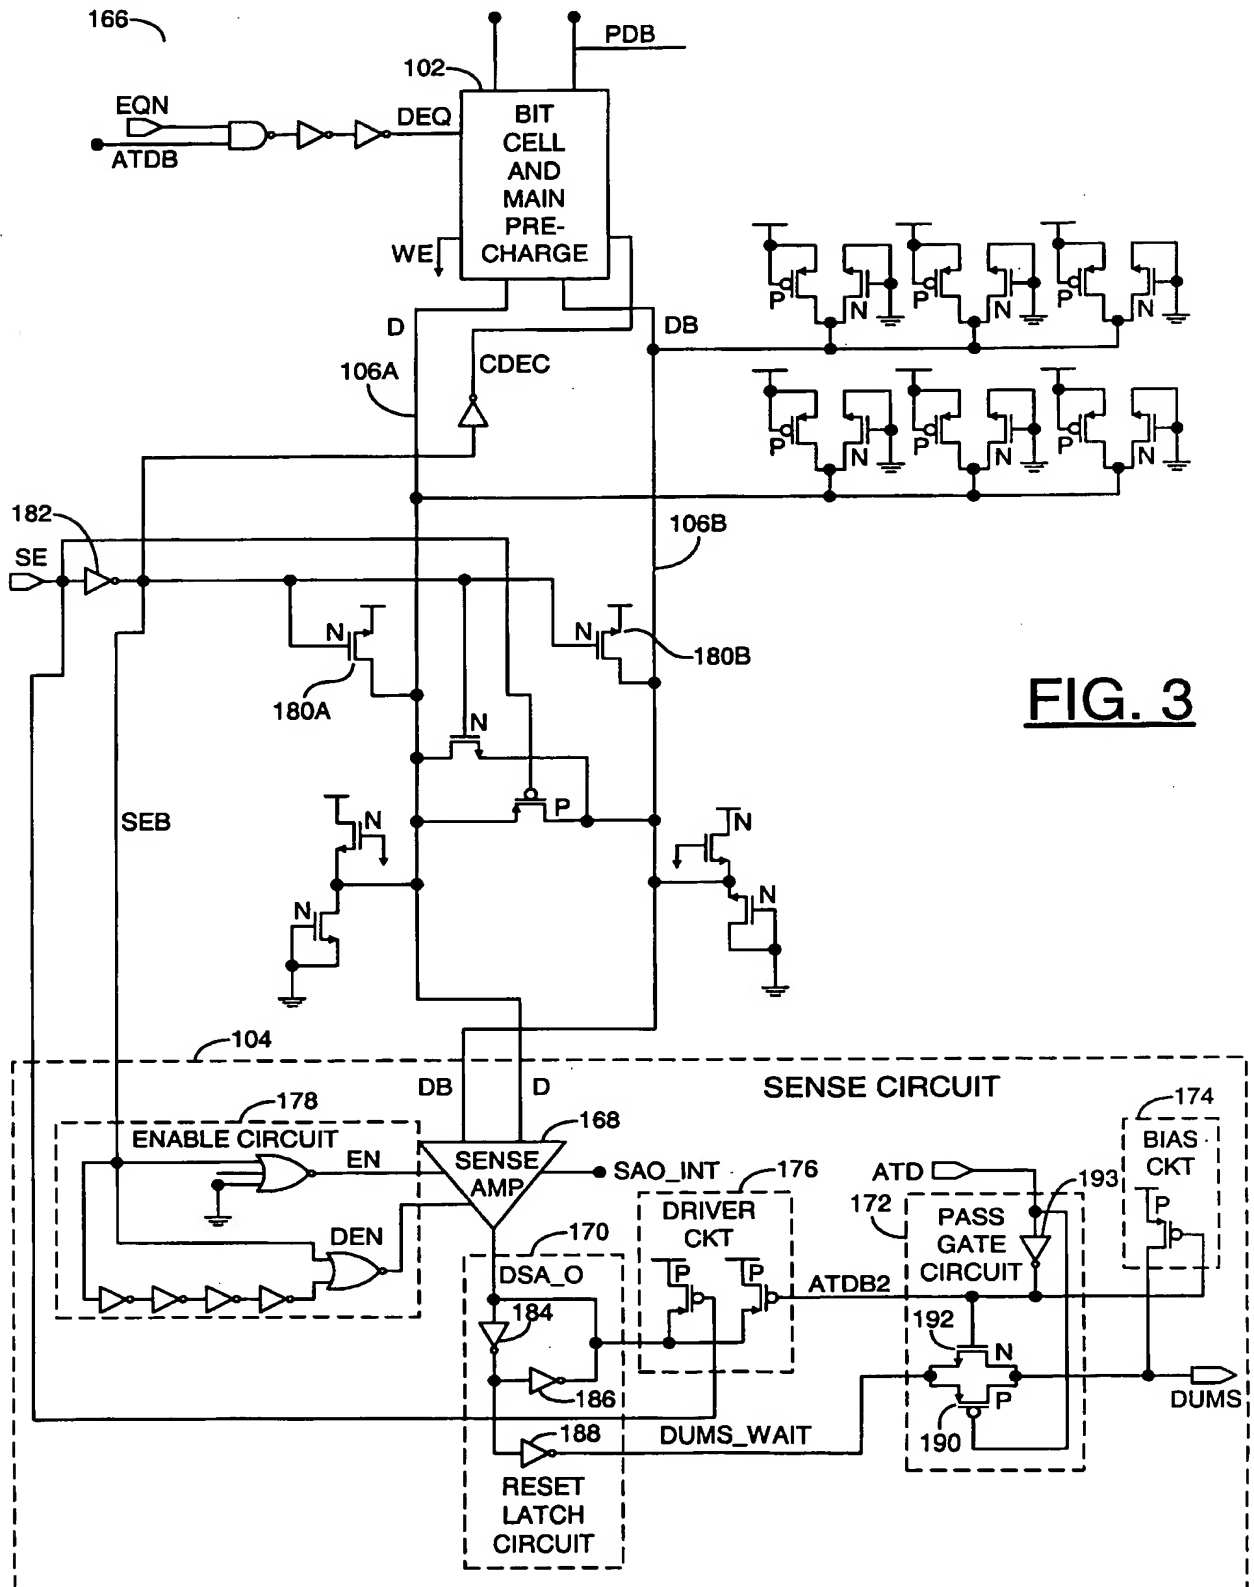 166
PDB
102
EQN
DEQ
ATDB
BIT
CELL
AND
MAIN
PRE-
CHARGE
WE
P N P N P N
D
DB
CDEC
106A
P N P N P N
182
106B
SE
N
N
180B
180A
FIG. 3
N
P
SEB
N
N
N
N
104
SENSE CIRCUIT
DB
D
178
168
174
ENABLE CIRCUIT
EN
SENSE
AMP
SAO_INT
176
ATD
193
BIAS
CKT
P
172
DRIVER
CKT
PASS
GATE
CIRCUIT
DEN
170
DSA_O
P
P
ATDB2
184
192
N
186
P
DUMS
190
188
DUMS_WAIT
RESET
LATCH
CIRCUIT